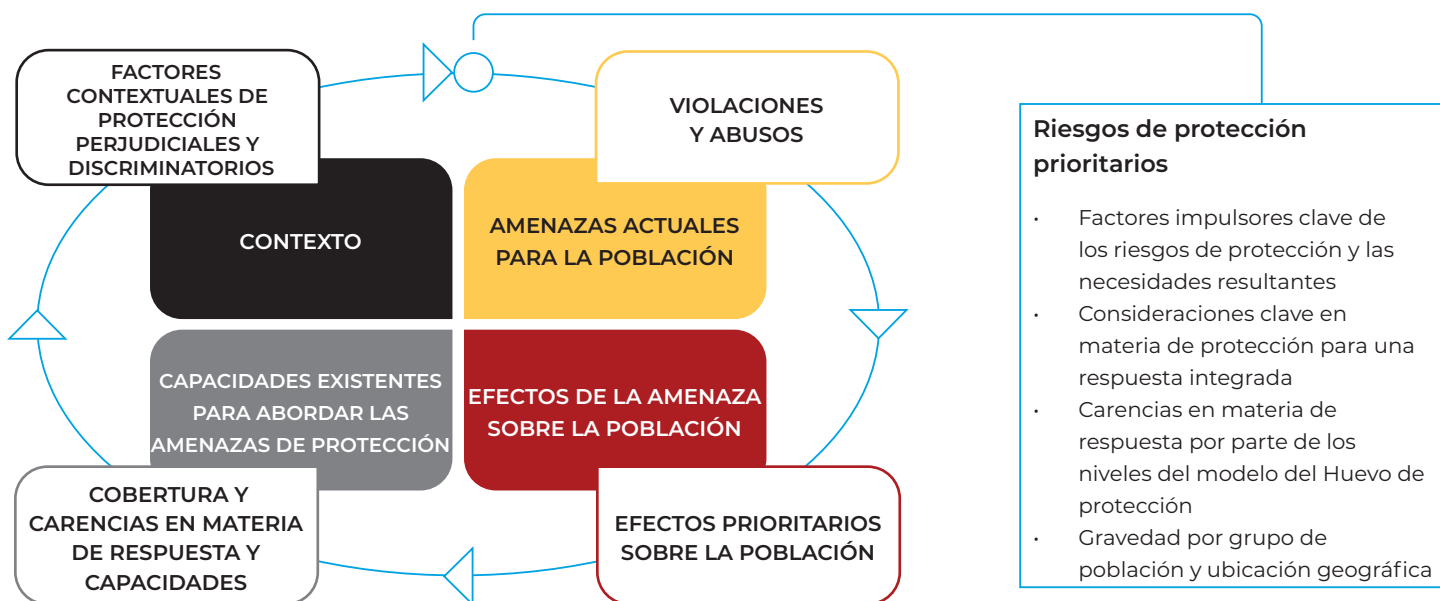 FACTORES
CONTEXTUALES DE
PROTECCIÓN
PERJUDICIALES Y
DISCRIMINATORIOS
CONTEXTO
VIOLACIONES
Y ABUSOS
AMENAZAS ACTUALES
PARA LA POBLACIÓN
CAPACIDADES EXISTENTES
PARA ABORDAR LAS
AMENAZAS DE PROTECCIÓN
COBERTURA Y
CARENCIAS EN MATERIA
DE RESPUESTA Y
CAPACIDADES
EFECTOS DE LA AMENAZA
SOBRE LA POBLACIÓN
EFECTOS PRIORITARIOS
SOBRE LA POBLACIÓN
Riesgos de protección
prioritarios
• Factores impulsores clave de
los riesgos de protección y las
necesidades resultantes
• Consideraciones clave en
materia de protección para una
respuesta integrada
• Carencias en materia de
respuesta por parte de los
niveles del modelo del Huevo de
protección
• Gravedad por grupo de
población y ubicación geográfica